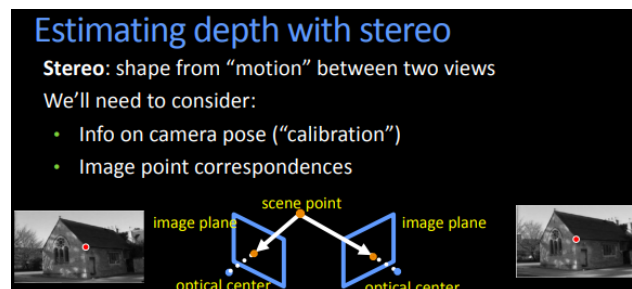 Estimating depth with stereo
Stereo: shape from “motion” between two views
We’ll need to consider:
• Info on camera pose (“calibration”)
• Image point correspondences
scene point
image plane
image plane
optical center
optical center